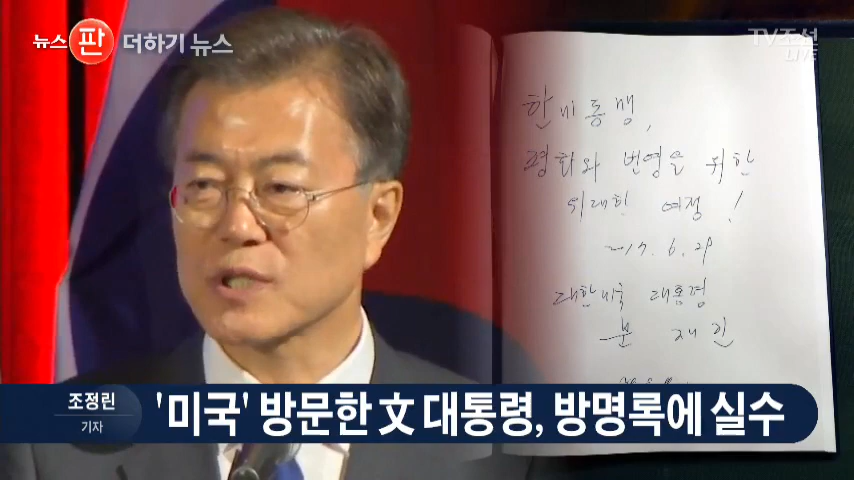 뉴스 판 더하기 뉴스
TV조선
LIVE
한미동맹,
평화와 번영을 위한
위대한 여정!
2017. 6.
대한미국 대통령
문 재 인
조정린
기자
'미국' 방문한 文 대통령, 방명록에 실수